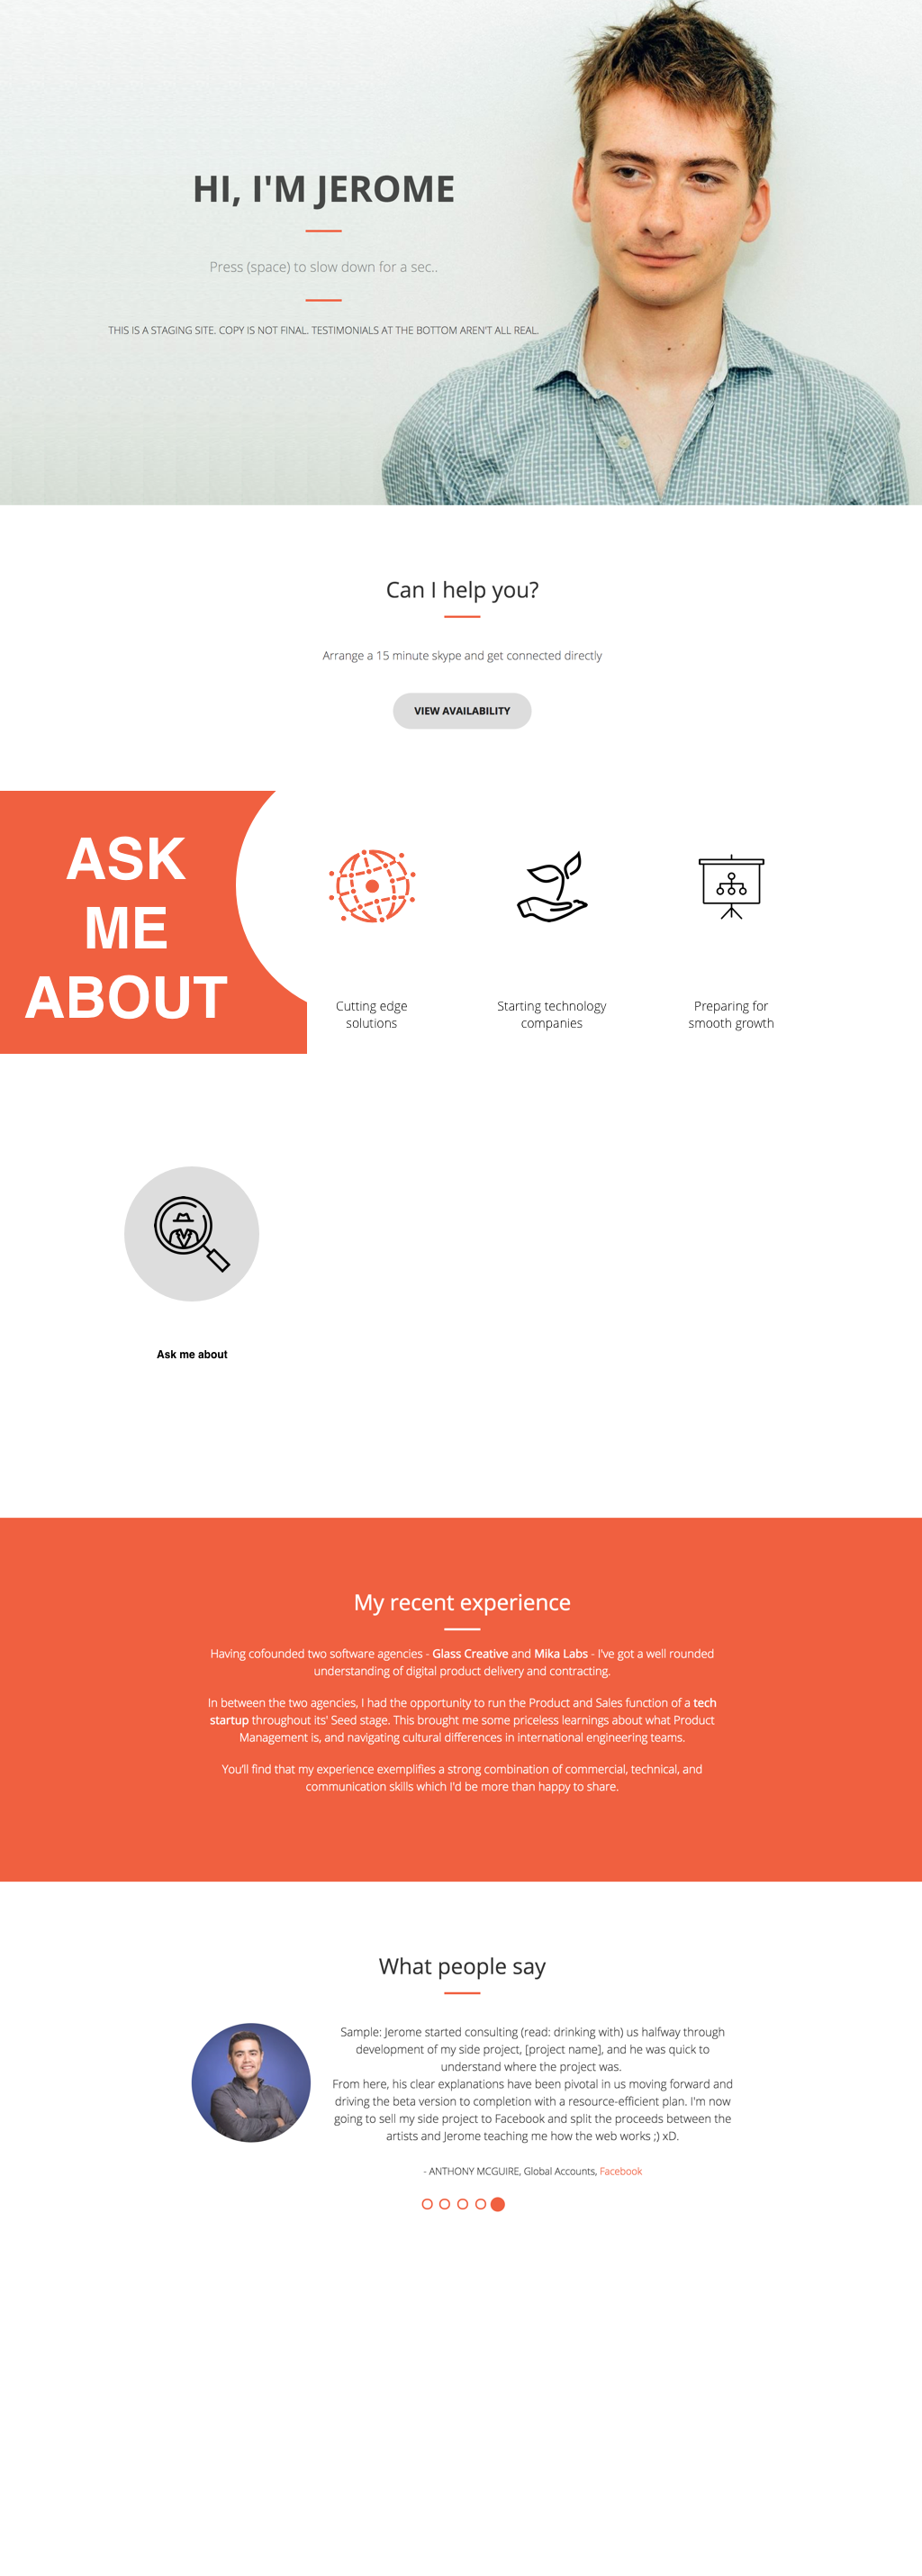 HI, I'M JEROME
Press (space) to slow down for a sec..
THIS IS A STAGING SITE. COPY IS NOT FINAL. TESTIMONIALS AT THE BOTTOM AREN'T ALL REAL.
Can I help you?
Arrange a 15 minute skype and get connected directly
VIEW AVAILABILITY
ASK
ME
ABOUT
Cutting edge
solutions
Starting technology
companies
Preparing for
smooth growth
Ask me about
My recent experience
Having cofounded two software agencies - Glass Creative and Mika Labs - I've got a well rounded
understanding of digital product delivery and contracting.
In between the two agencies, I had the opportunity to run the Product and Sales function of a tech
startup throughout its' Seed stage. This brought me some priceless learnings about what Product
Management is, and navigating cultural differences in international engineering teams.
You'll find that my experience exemplifies a strong combination of commercial, technical, and
communication skills which I'd be more than happy to share.
What people say
Sample: Jerome started consulting (read: drinking with) us halfway through
development of my side project, [project name], and he was quick to
understand where the project was.
From here, his clear explanations have been pivotal in us moving forward and
driving the beta version to completion with a resource-efficient plan. I'm now
going to sell my side project to Facebook and split the proceeds between the
artists and Jerome teaching me how the web works ;) xD.
- ANTHONY MCGUIRE, Global Accounts, Facebook